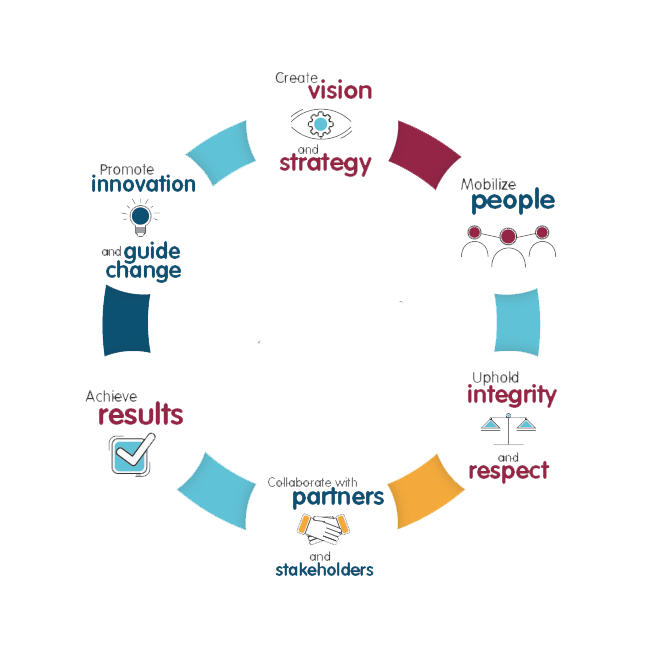 Create
vision
and
strategy
Mobilize
people
Uphold
integrity
and
respect
Collaborate with
partners
and
stakeholders
Achieve
results
Promote
innovation
and guide
change